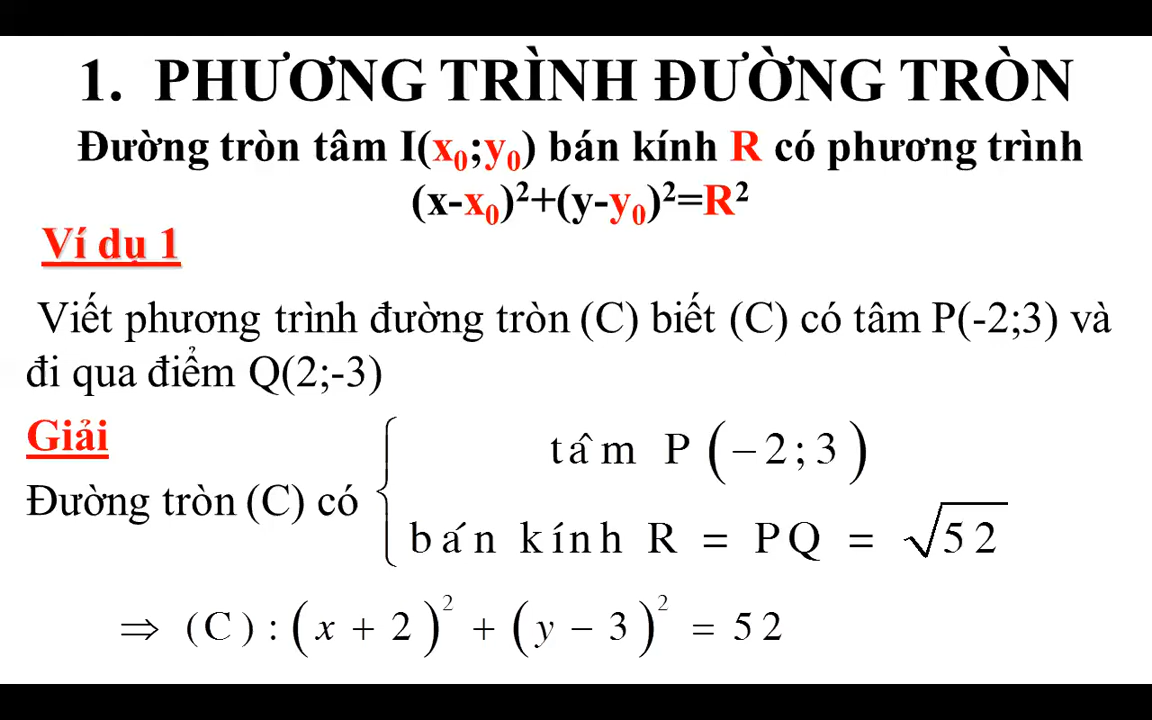 1. PHƯƠNG TRÌNH ĐƯỜNG TRÒN
Đường tròn tâm I(x₀;y₀) bán kính R có phương trình
(x-x₀)²+(y-y₀)²=R²
Ví dụ 1
Viết phương trình đường tròn (C) biết (C) có tâm P(-2;3) và
đi qua điểm Q(2;-3)
Giải
Đường tròn (C) có
tâm P(−2;3)
bán kính R = PQ = √52
⇒ (C):(x + 2)² + (y − 3)² = 52